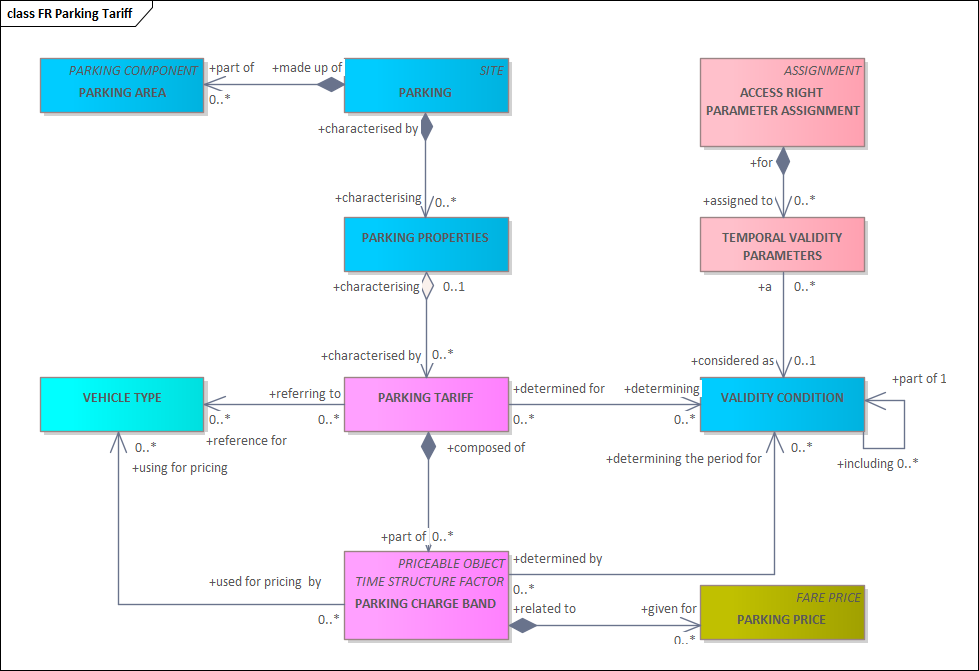 class FR Parking Tariff
PARKING COMPONENT
PARKING AREA
+part of
0..*
+made up of
SITE
PARKING
ASSIGNMENT
ACCESS RIGHT
PARAMETER ASSIGNMENT
+characterised by
+for
+characterising
0..*
+assigned to
0..*
PARKING PROPERTIES
TEMPORAL VALIDITY
PARAMETERS
+characterising
0..1
+a
0..*
+characterised by
0..*
+considered as
0..1
VEHICLE TYPE
+referring to
0..*
0..*
+reference for
PARKING TARIFF
+determined for
0..*
+determining
0..*
VALIDITY CONDITION
+part of 1
+including 0..*
0..*
+using for pricing
+composed of
+determining the period for
0..*
+part of
0..*
PRICEABLE OBJECT
TIME STRUCTURE FACTOR
PARKING CHARGE BAND
+used for pricing  by
0..*
+determined by
0..*
+related to
+given for
0..*
FARE PRICE
PARKING PRICE